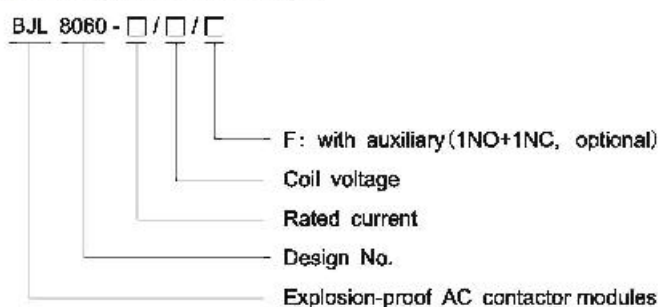 BJL 8060 - □ / □ / □
F: with auxiliary(1NO+1NC, optional)
Coil voltage
Rated current
Design No.
Explosion-proof AC contactor modules